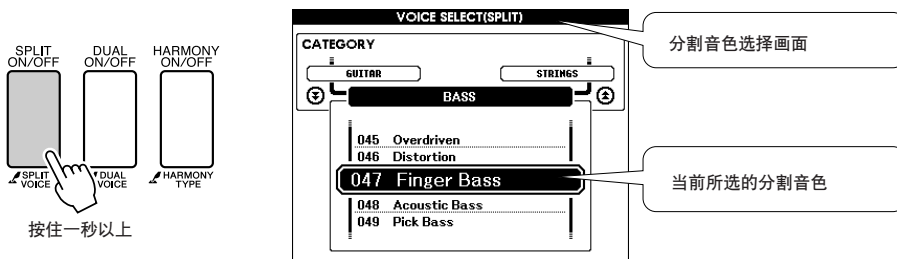 SPLIT
ON/OFF
DUAL
ON/OFF
HARMONY
ON/OFF
SPLIT
VOICE
DUAL
VOICE
HARMONY
TYPE
按住一秒以上
VOICE SELECT(SPLIT)
CATEGORY
GUITAR
STRINGS
BASS
045 Overdriven
046 Distortion
047 Finger Bass
048 Acoustic Bass
049 Pick Bass
分割音色选择画面
当前所选的分割音色